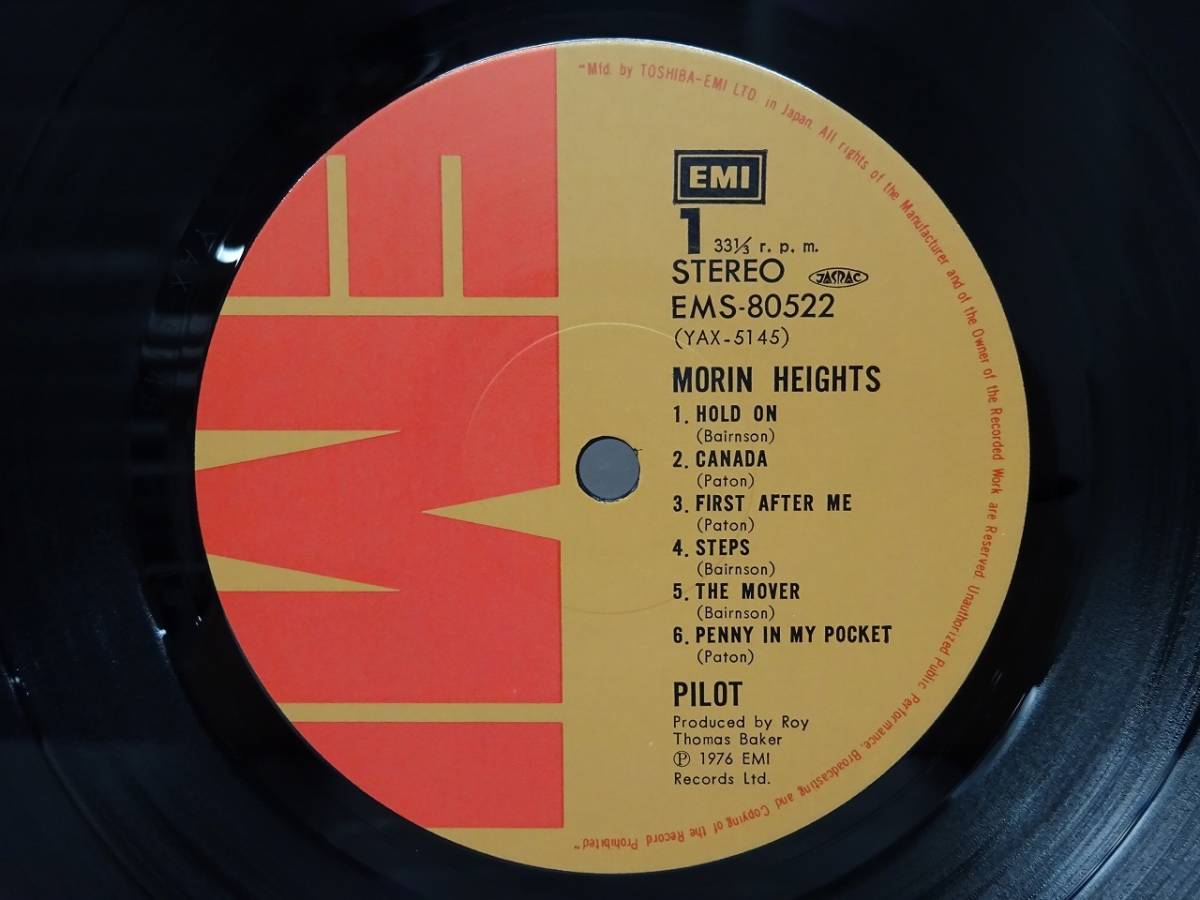 "Mfd. by TOSHIBA-EMI LTD. in Japan. All rights of the Manufacturer and of the Owner of the Recorded Work are Reserved. Unauthorized Public Performance, Broadcasting and Copying of the Record Prohibited"
EMI
1 33⅓ r. p. m.
STEREO JASRAC
EMS-80522
(YAX-5145)
MORIN HEIGHTS
1. HOLD ON
(Bairnson)
2. CANADA
(Paton)
3. FIRST AFTER ME
(Paton)
4. STEPS
(Bairnson)
5. THE MOVER
(Bairnson)
6. PENNY IN MY POCKET
(Paton)
PILOT
Produced by Roy
Thomas Baker
Ⓟ 1976 EMI
Records Ltd.
EMI